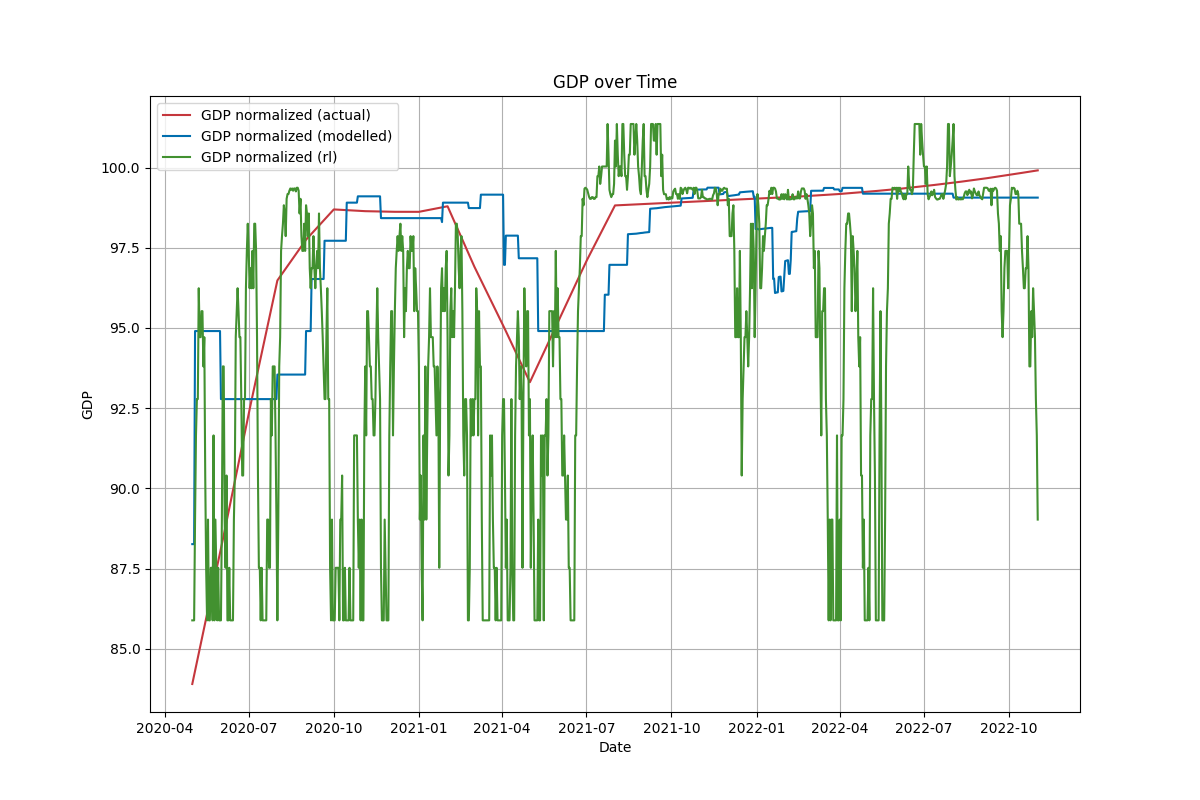 GDP over Time
GDP normalized (actual)
GDP normalized (modelled)
GDP normalized (rl)
100.0
97.5
95.0
92.5
90.0
87.5
85.0
GDP
2020-04 2020-07 2020-10 2021-01 2021-04 2021-07 2021-10 2022-01 2022-04 2022-07 2022-10
Date